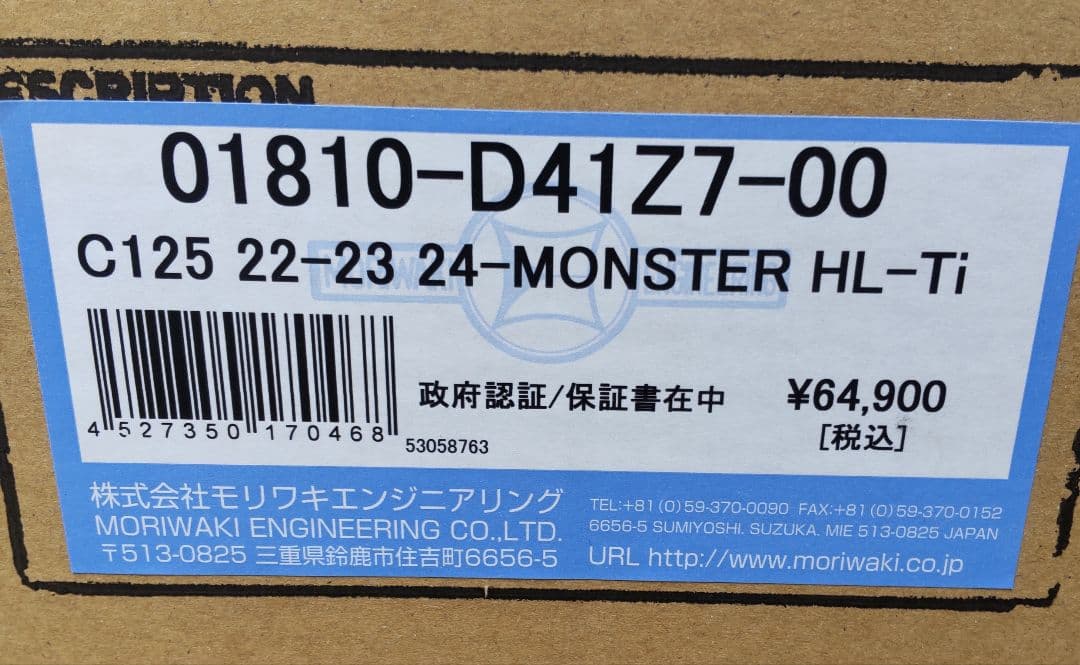 DESCRIPTION
01810-D41Z7-00
C125 22-23 24-MONSTER HL-Ti
MORIWAKI ENGINEERING
4 527350 170468
53058763
政府認証/保証書在中
¥64,900
[税込]
株式会社モリワキエンジニアリング
MORIWAKI ENGINEERING CO.,LTD.
〒513-0825 三重県鈴鹿市住吉町6656-5
TEL:+81(0)59-370-0090 FAX:+81(0)59-370-0152
6656-5 SUMIYOSHI. SUZUKA. MIE 513-0825 JAPAN
URL http://www.moriwaki.co.jp